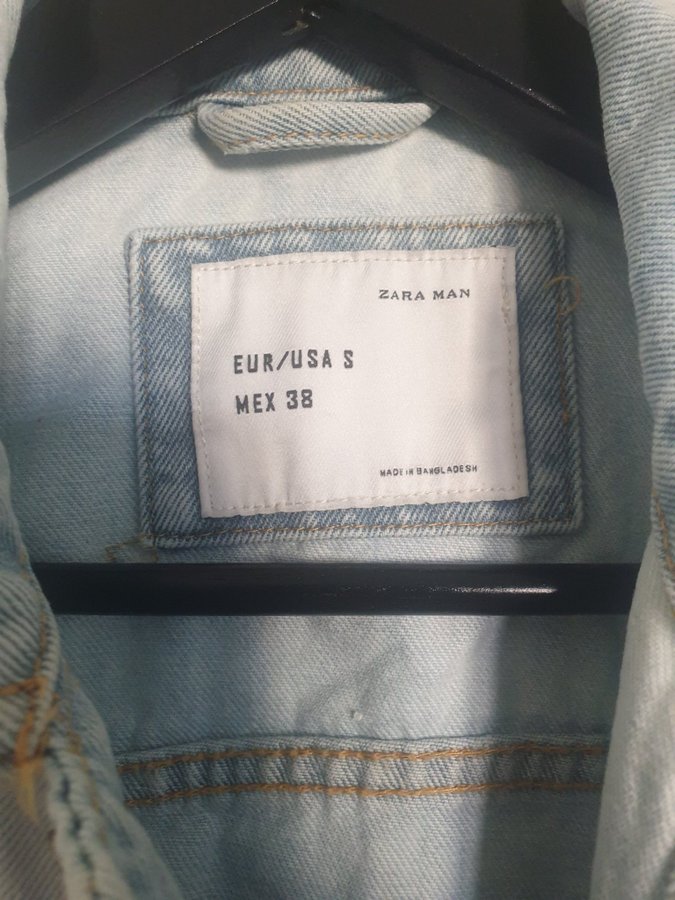 ZARA MAN
EUR/USA S
MEX 38
MADE IN BANGLADESH